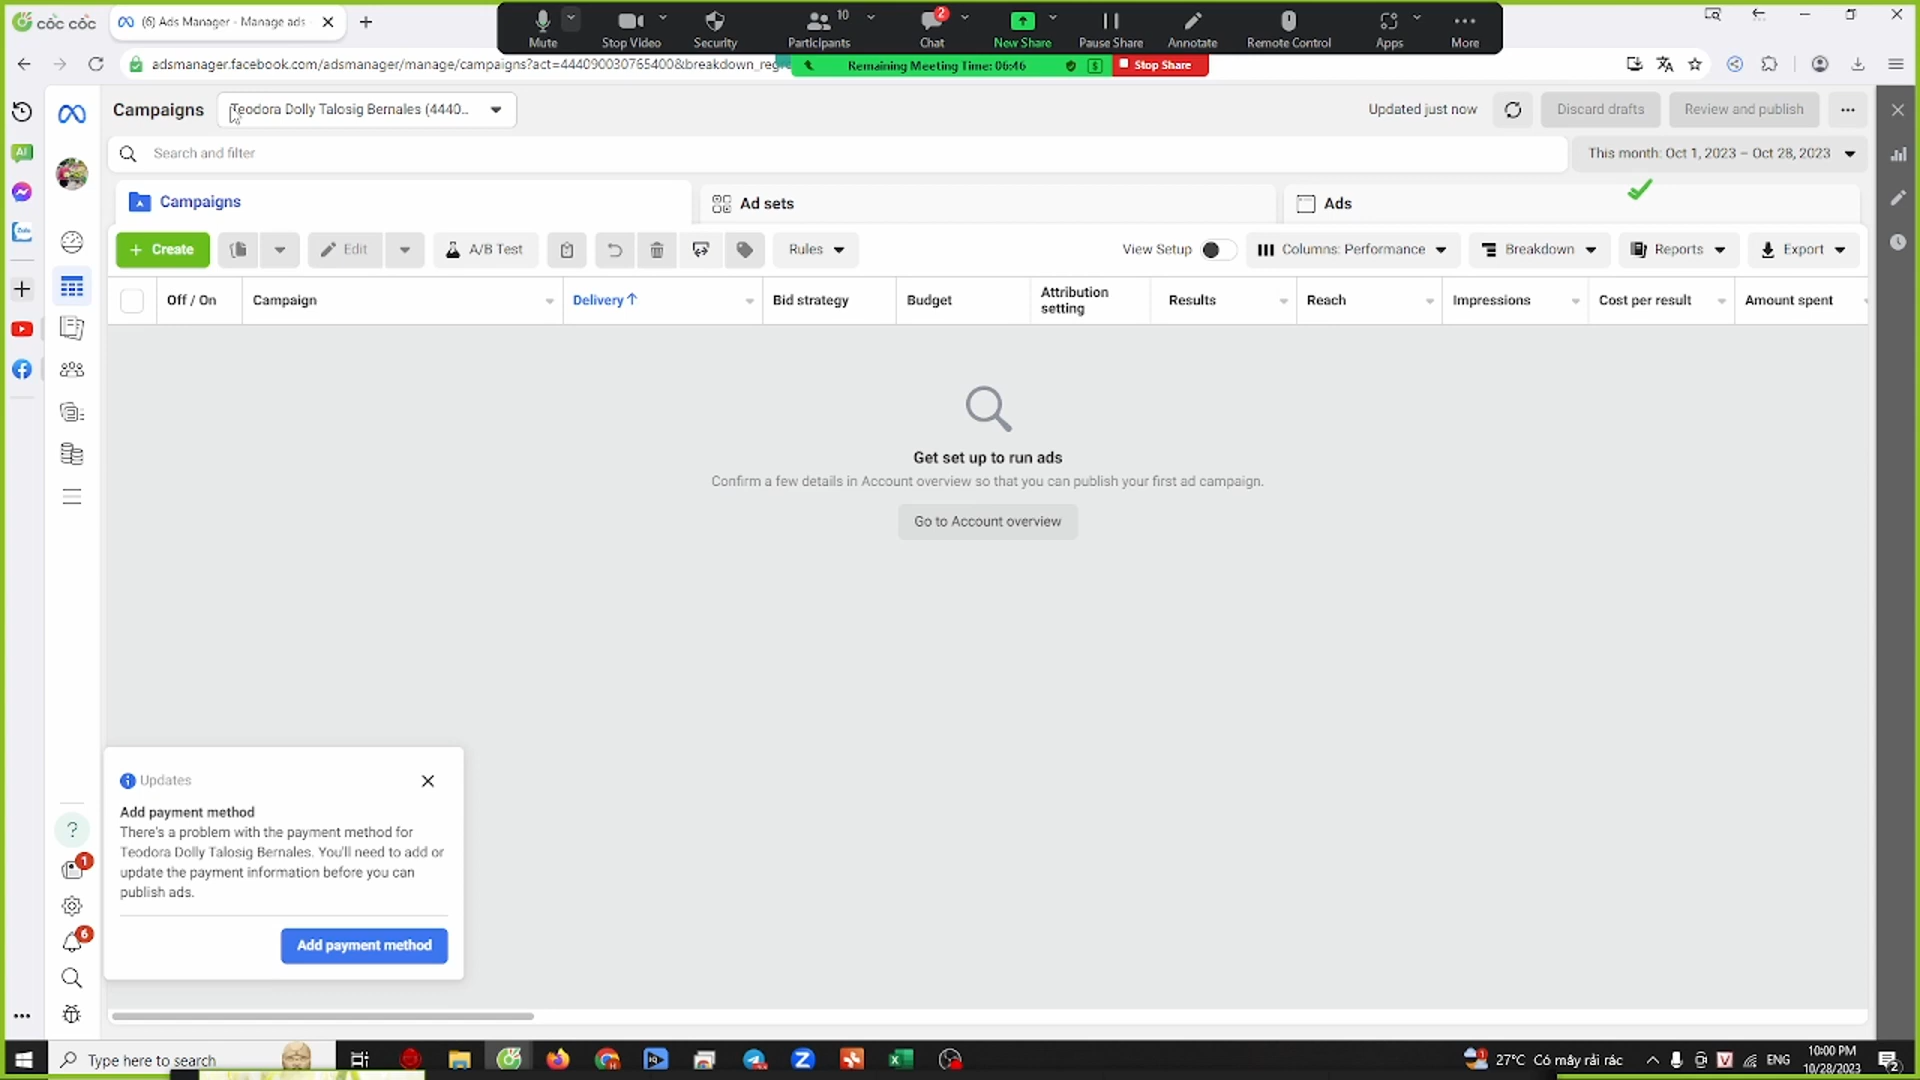 cốc cốc
(6) Ads Manager - Manage ads
Mute
Stop Video
Security
10
Participants
2
Chat
New Share
Pause Share
Annotate
Remote Control
Apps
More
adsmanager.facebook.com/adsmanager/manage/campaigns?act=444090030765400&breakdown_regre
Remaining Meeting Time: 06:46
Stop Share
Campaigns
Teodora Dolly Talosig Bernales (4440...
Updated just now
Discard drafts
Review and publish
AI
Search and filter
This month: Oct 1, 2023 – Oct 28, 2023
Zalo
Campaigns
Ad sets
Ads
+ Create
Edit
A/B Test
Rules
View Setup
Columns: Performance
Breakdown
Reports
Export
Off / On
Campaign
Delivery ↑
Bid strategy
Budget
Attribution
setting
Results
Reach
Impressions
Cost per result
Amount spent
Get set up to run ads
Confirm a few details in Account overview so that you can publish your first ad campaign.
Go to Account overview
Updates
Add payment method
There's a problem with the payment method for
Teodora Dolly Talosig Bernales. You'll need to add or
update the payment information before you can
publish ads.
Add payment method
1
6
Type here to search
27°C Có mây rải rác
ENG
10:00 PM
10/28/2023
2